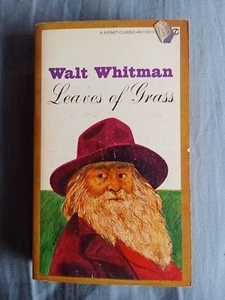 A SIGNET CLASSIC
Walt Whitman
Leaves of Grass